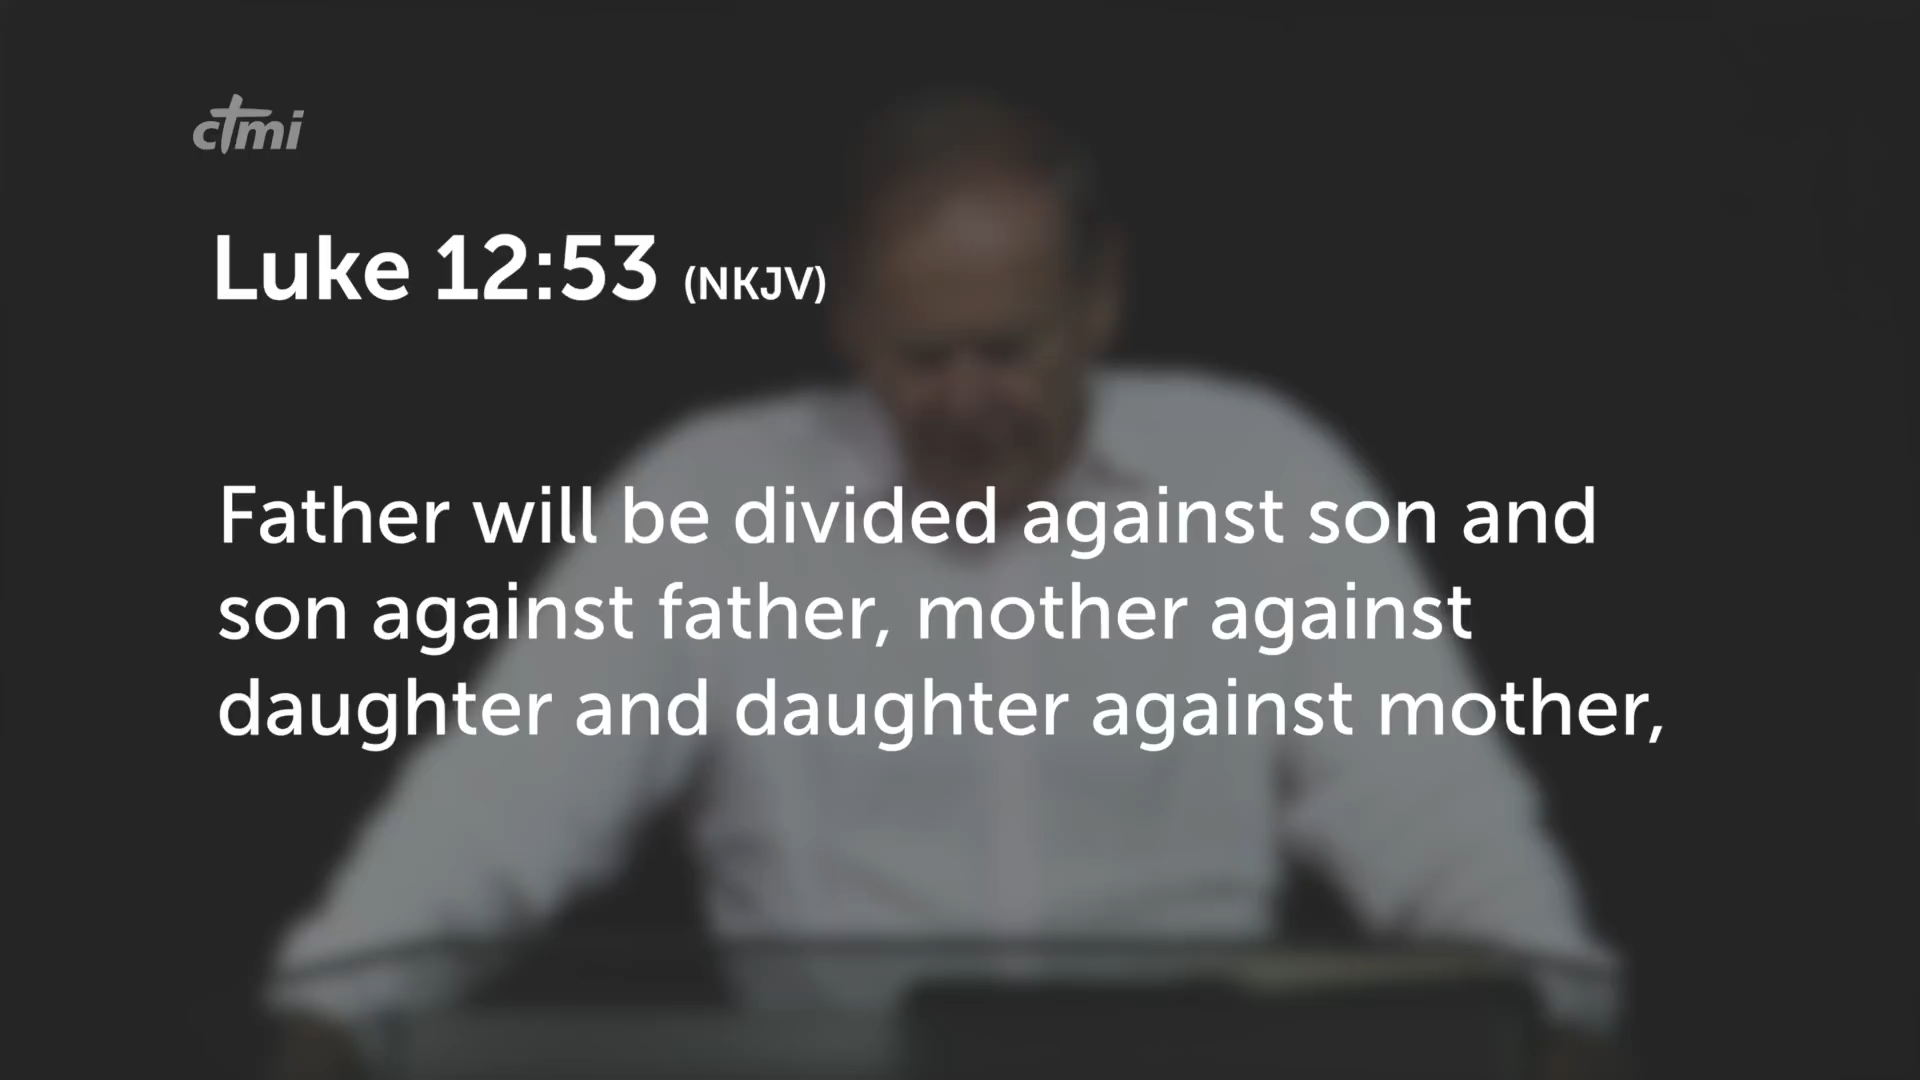 cTmi
Luke 12:53 (NKJV)
Father will be divided against son and
son against father, mother against
daughter and daughter against mother,